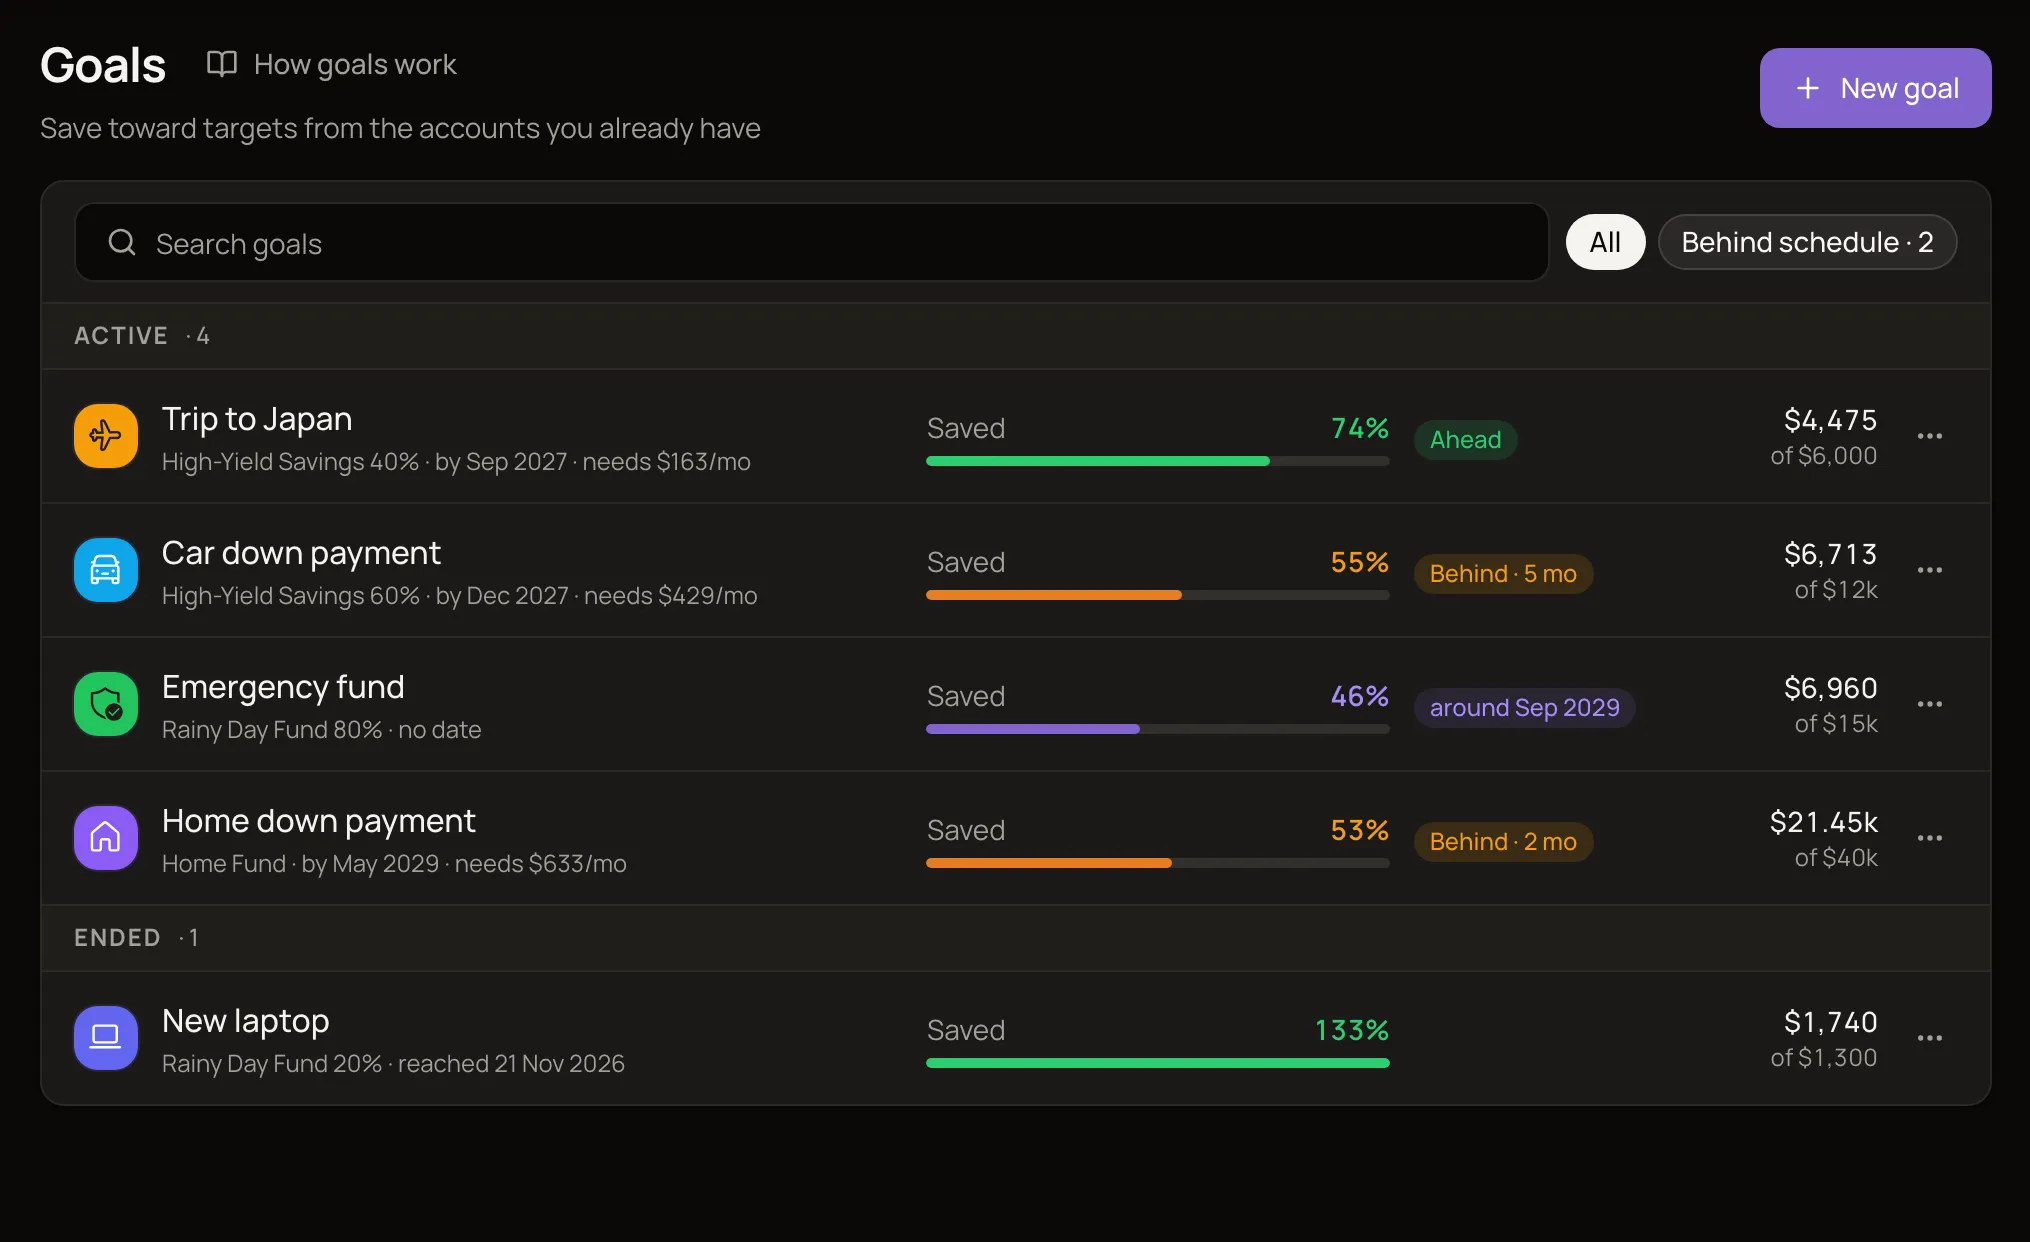 Goals
How goals work
+ New goal
Save toward targets from the accounts you already have
Search goals
All
Behind schedule · 2
ACTIVE · 4
Trip to Japan
High-Yield Savings 40% · by Sep 2027 · needs $163/mo
Saved
74%
Ahead
$4,475
of $6,000
Car down payment
High-Yield Savings 60% · by Dec 2027 · needs $429/mo
Saved
55%
Behind · 5 mo
$6,713
of $12k
Emergency fund
Rainy Day Fund 80% · no date
Saved
46%
around Sep 2029
$6,960
of $15k
Home down payment
Home Fund · by May 2029 · needs $633/mo
Saved
53%
Behind · 2 mo
$21.45k
of $40k
ENDED · 1
New laptop
Rainy Day Fund 20% · reached 21 Nov 2026
Saved
133%
$1,740
of $1,300